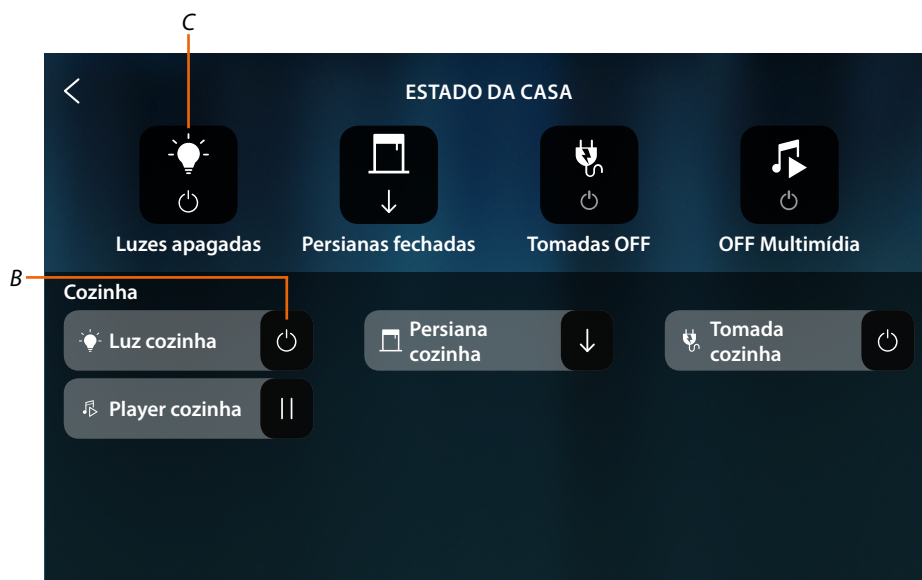 C
ESTADO DA CASA
Luzes apagadas
Persianas fechadas
Tomadas OFF
OFF Multimídia
B
Cozinha
Luz cozinha
Persiana
cozinha
Tomada
cozinha
Player cozinha